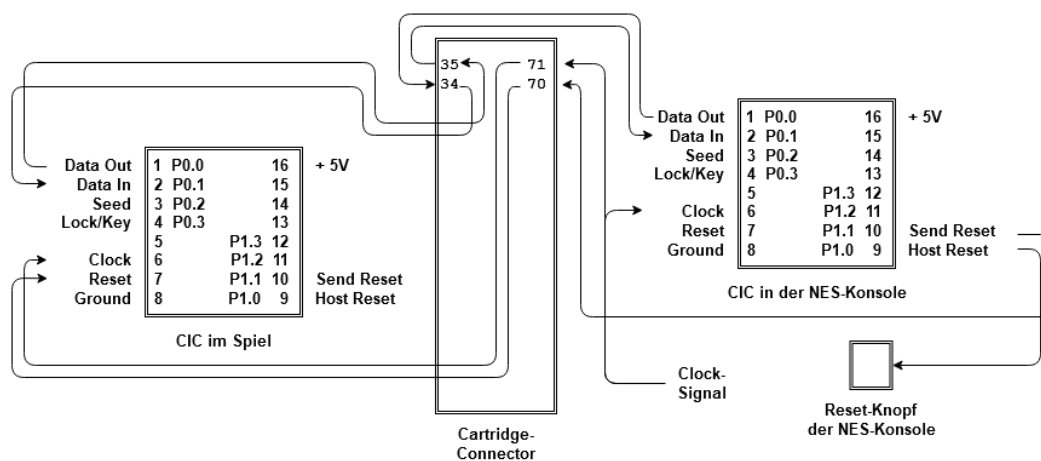 35 71
34 70
Data Out 1 P0.0 16 + 5V
Data In 2 P0.1 15
Seed 3 P0.2 14
Lock/Key 4 P0.3 13
5 P1.3 12
Clock 6 P1.2 11
Reset 7 P1.1 10 Send Reset
Ground 8 P1.0 9 Host Reset
CIC im Spiel
Data Out 1 P0.0 16 + 5V
Data In 2 P0.1 15
Seed 3 P0.2 14
Lock/Key 4 P0.3 13
5 P1.3 12
Clock 6 P1.2 11
Reset 7 P1.1 10 Send Reset
Ground 8 P1.0 9 Host Reset
CIC in der NES-Konsole
Clock-
Signal
Reset-Knopf
der NES-Konsole
Cartridge-
Connector